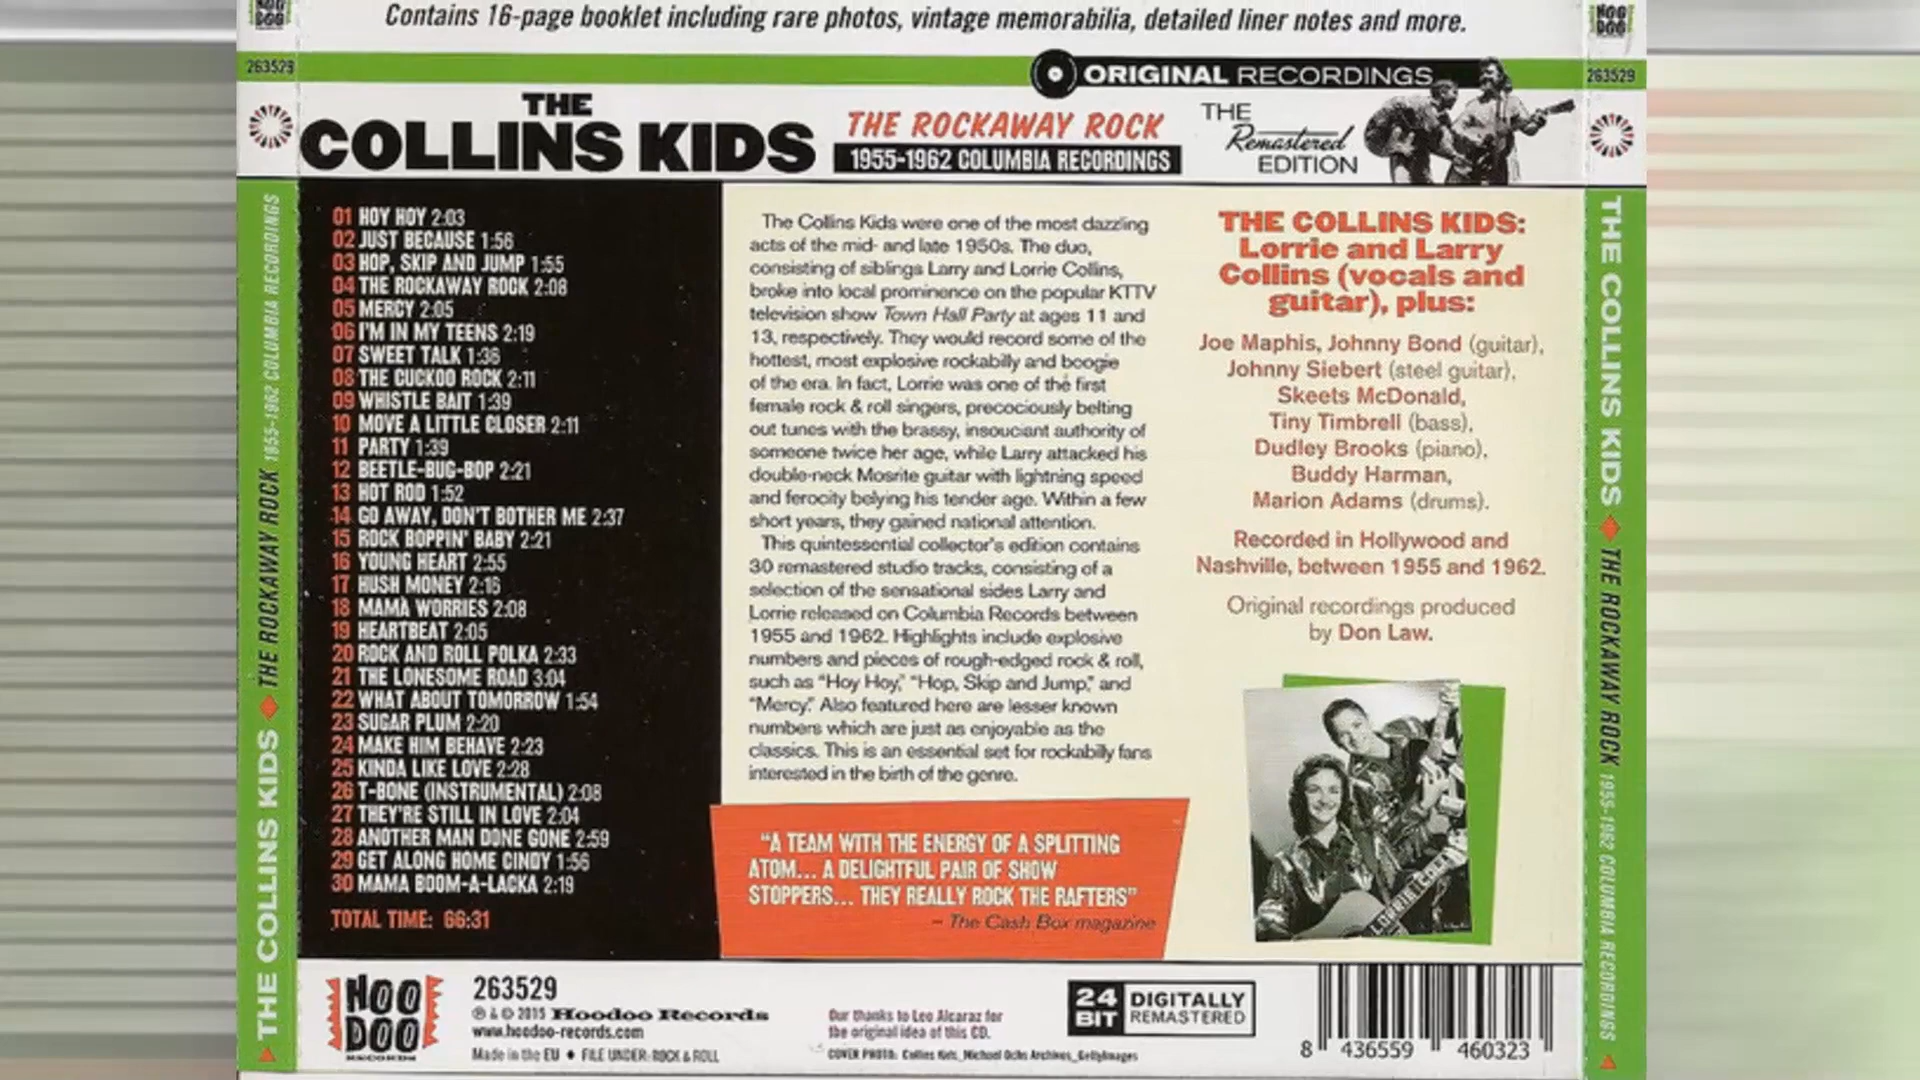 HOO DOO
Contains 16-page booklet including rare photos, vintage memorabilia, detailed liner notes and more.
HOO DOO
263529
ORIGINAL RECORDINGS
263529
THE
COLLINS KIDS
THE ROCKAWAY ROCK
1955-1962 COLUMBIA RECORDINGS
THE
Remastered
EDITION
THE COLLINS KIDS ♦ THE ROCKAWAY ROCK 1955-1962 COLUMBIA RECORDINGS
01 HOY HOY 2:03
02 JUST BECAUSE 1:56
03 HOP, SKIP AND JUMP 1:55
04 THE ROCKAWAY ROCK 2:08
05 MERCY 2:05
06 I'M IN MY TEENS 2:19
07 SWEET TALK 1:36
08 THE CUCKOO ROCK 2:11
09 WHISTLE BAIT 1:39
10 MOVE A LITTLE CLOSER 2:11
11 PARTY 1:39
12 BEETLE-BUG-BOP 2:21
13 HOT ROD 1:52
14 GO AWAY, DON'T BOTHER ME 2:37
15 ROCK BOPPIN' BABY 2:21
16 YOUNG HEART 2:55
17 HUSH MONEY 2:16
18 MAMA WORRIES 2:08
19 HEARTBEAT 2:05
20 ROCK AND ROLL POLKA 2:33
21 THE LONESOME ROAD 3:04
22 WHAT ABOUT TOMORROW 1:54
23 SUGAR PLUM 2:20
24 MAKE HIM BEHAVE 2:23
25 KINDA LIKE LOVE 2:28
26 T-BONE (INSTRUMENTAL) 2:08
27 THEY'RE STILL IN LOVE 2:04
28 ANOTHER MAN DONE GONE 2:59
29 GET ALONG HOME CINDY 1:56
30 MAMA BOOM-A-LACKA 2:19
TOTAL TIME: 66:31
The Collins Kids were one of the most dazzling
acts of the mid- and late 1950s. The duo,
consisting of siblings Larry and Lorrie Collins,
broke into local prominence on the popular KTTV
television show Town Hall Party at ages 11 and
13, respectively. They would record some of the
hottest, most explosive rockabilly and boogie
of the era. In fact, Lorrie was one of the first
female rock & roll singers, precociously belting
out tunes with the brassy, insouciant authority of
someone twice her age, while Larry attacked his
double-neck Mosrite guitar with lightning speed
and ferocity belying his tender age. Within a few
short years, they gained national attention.
This quintessential collector's edition contains
30 remastered studio tracks, consisting of a
selection of the sensational sides Larry and
Lorrie released on Columbia Records between
1955 and 1962. Highlights include explosive
numbers and pieces of rough-edged rock & roll,
such as "Hoy Hoy," "Hop, Skip and Jump," and
"Mercy." Also featured here are lesser known
numbers which are just as enjoyable as the
classics. This is an essential set for rockabilly fans
interested in the birth of the genre.
"A TEAM WITH THE ENERGY OF A SPLITTING
ATOM... A DELIGHTFUL PAIR OF SHOW
STOPPERS... THEY REALLY ROCK THE RAFTERS"
– The Cash Box magazine
THE COLLINS KIDS:
Lorrie and Larry
Collins (vocals and
guitar), plus:
Joe Maphis, Johnny Bond (guitar),
Johnny Siebert (steel guitar),
Skeets McDonald,
Tiny Timbrell (bass),
Dudley Brooks (piano),
Buddy Harman,
Marion Adams (drums).
Recorded in Hollywood and
Nashville, between 1955 and 1962.
Original recordings produced
by Don Law.
THE COLLINS KIDS ♦ THE ROCKAWAY ROCK 1955-1962 COLUMBIA RECORDINGS
HOO
DOO
RECORDS
263529
℗ & © 2015 Hoodoo Records
www.hoodoo-records.com
Made in the EU ♦ FILE UNDER: ROCK & ROLL
Our thanks to Leo Alcaraz for
the original idea of this CD.
COVER PHOTO: Collins Kids_Michael Ochs Archives_GettyImages
24 BIT
DIGITALLY
REMASTERED
8 436559 460323